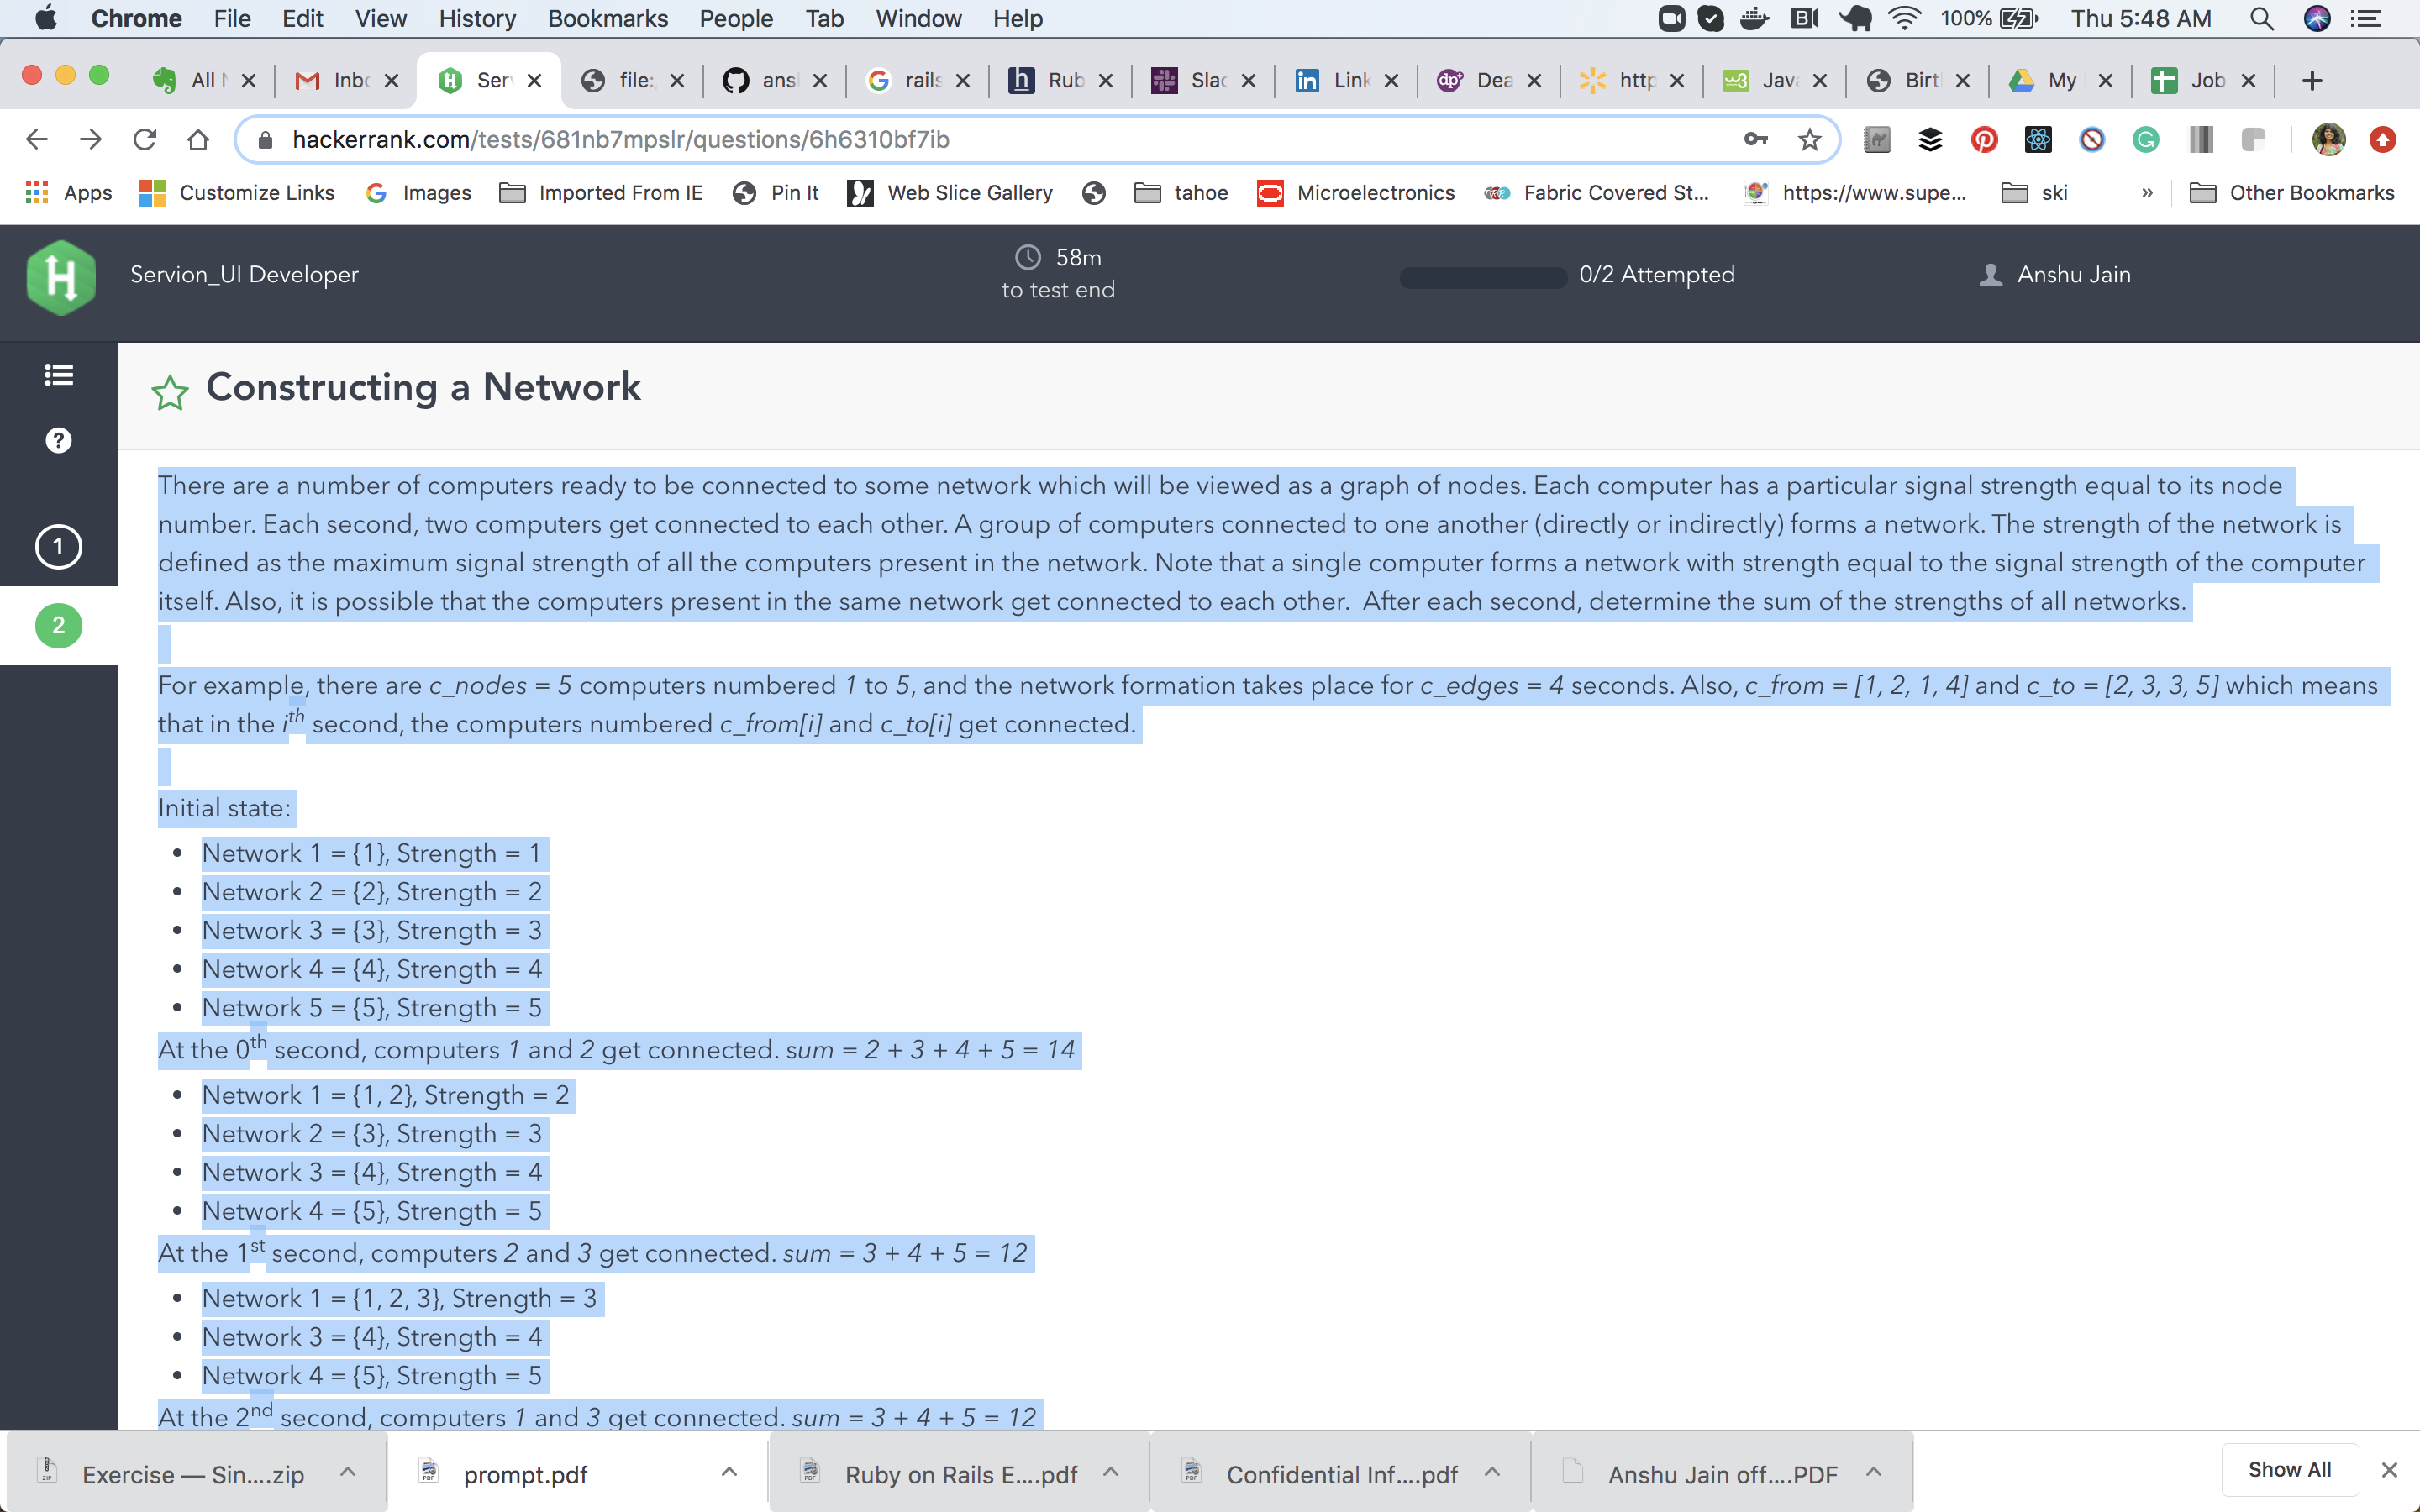 Chrome File Edit View History Bookmarks People Tab Window Help 100% Thu 5:48 AM
All Inbo Ser file: ans rails Rub Slac Link Dea http Java Birt My Job
hackerrank.com/tests/681nb7mpslr/questions/6h6310bf7ib
Apps Customize Links Images Imported From IE Pin It Web Slice Gallery tahoe Microelectronics Fabric Covered St... https://www.supe... ski » Other Bookmarks
Servion_UI Developer
58m
to test end
0/2 Attempted
Anshu Jain
Constructing a Network
1
2
There are a number of computers ready to be connected to some network which will be viewed as a graph of nodes. Each computer has a particular signal strength equal to its node
number. Each second, two computers get connected to each other. A group of computers connected to one another (directly or indirectly) forms a network. The strength of the network is
defined as the maximum signal strength of all the computers present in the network. Note that a single computer forms a network with strength equal to the signal strength of the computer
itself. Also, it is possible that the computers present in the same network get connected to each other.  After each second, determine the sum of the strengths of all networks.
For example, there are c_nodes = 5 computers numbered 1 to 5, and the network formation takes place for c_edges = 4 seconds. Also, c_from = [1, 2, 1, 4] and c_to = [2, 3, 3, 5] which means
that in the ith second, the computers numbered c_from[i] and c_to[i] get connected.
Initial state:
• Network 1 = {1}, Strength = 1
• Network 2 = {2}, Strength = 2
• Network 3 = {3}, Strength = 3
• Network 4 = {4}, Strength = 4
• Network 5 = {5}, Strength = 5
At the 0th second, computers 1 and 2 get connected. sum = 2 + 3 + 4 + 5 = 14
• Network 1 = {1, 2}, Strength = 2
• Network 2 = {3}, Strength = 3
• Network 3 = {4}, Strength = 4
• Network 4 = {5}, Strength = 5
At the 1st second, computers 2 and 3 get connected. sum = 3 + 4 + 5 = 12
• Network 1 = {1, 2, 3}, Strength = 3
• Network 3 = {4}, Strength = 4
• Network 4 = {5}, Strength = 5
At the 2nd second, computers 1 and 3 get connected. sum = 3 + 4 + 5 = 12
Exercise — Sin....zip prompt.pdf Ruby on Rails E....pdf Confidential Inf....pdf Anshu Jain off....PDF Show All